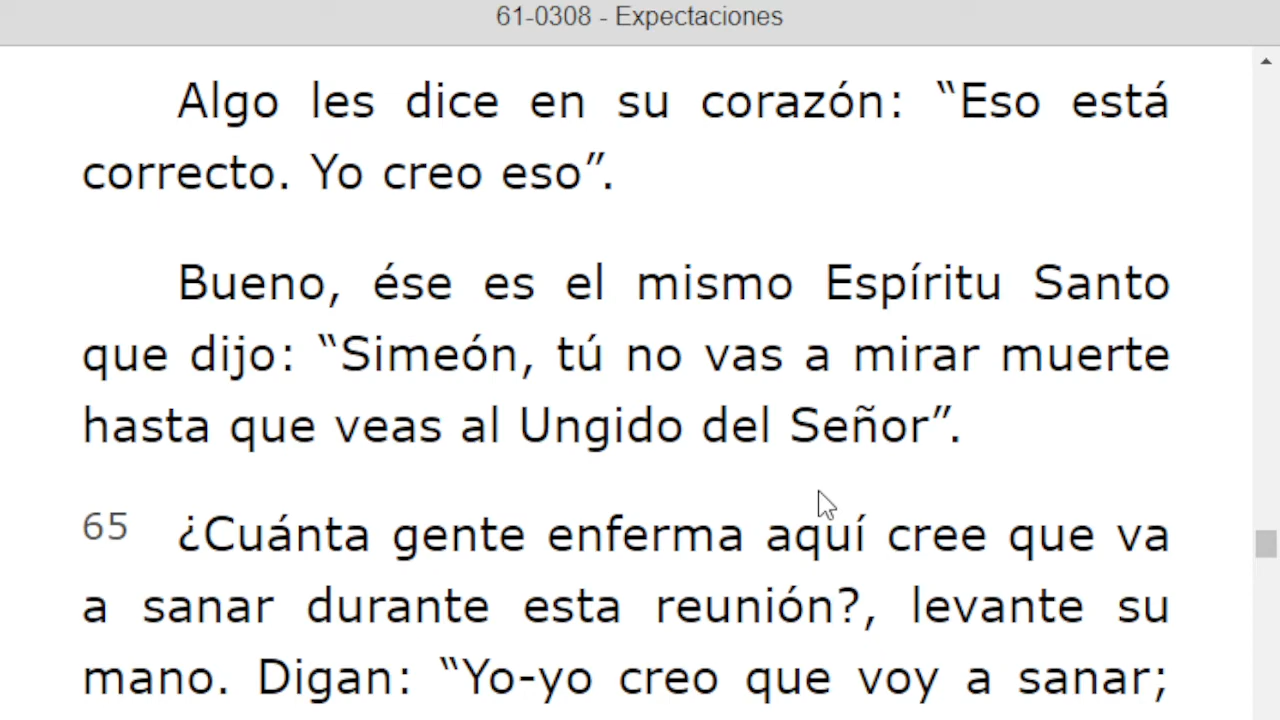 61-0308 - Expectaciones
Algo les dice en su corazón: “Eso está
correcto. Yo creo eso”.
Bueno, ése es el mismo Espíritu Santo
que dijo: “Simeón, tú no vas a mirar muerte
hasta que veas al Ungido del Señor”.
65 ¿Cuánta gente enferma aquí cree que va
a sanar durante esta reunión?, levante su
mano. Digan: “Yo-yo creo que voy a sanar;